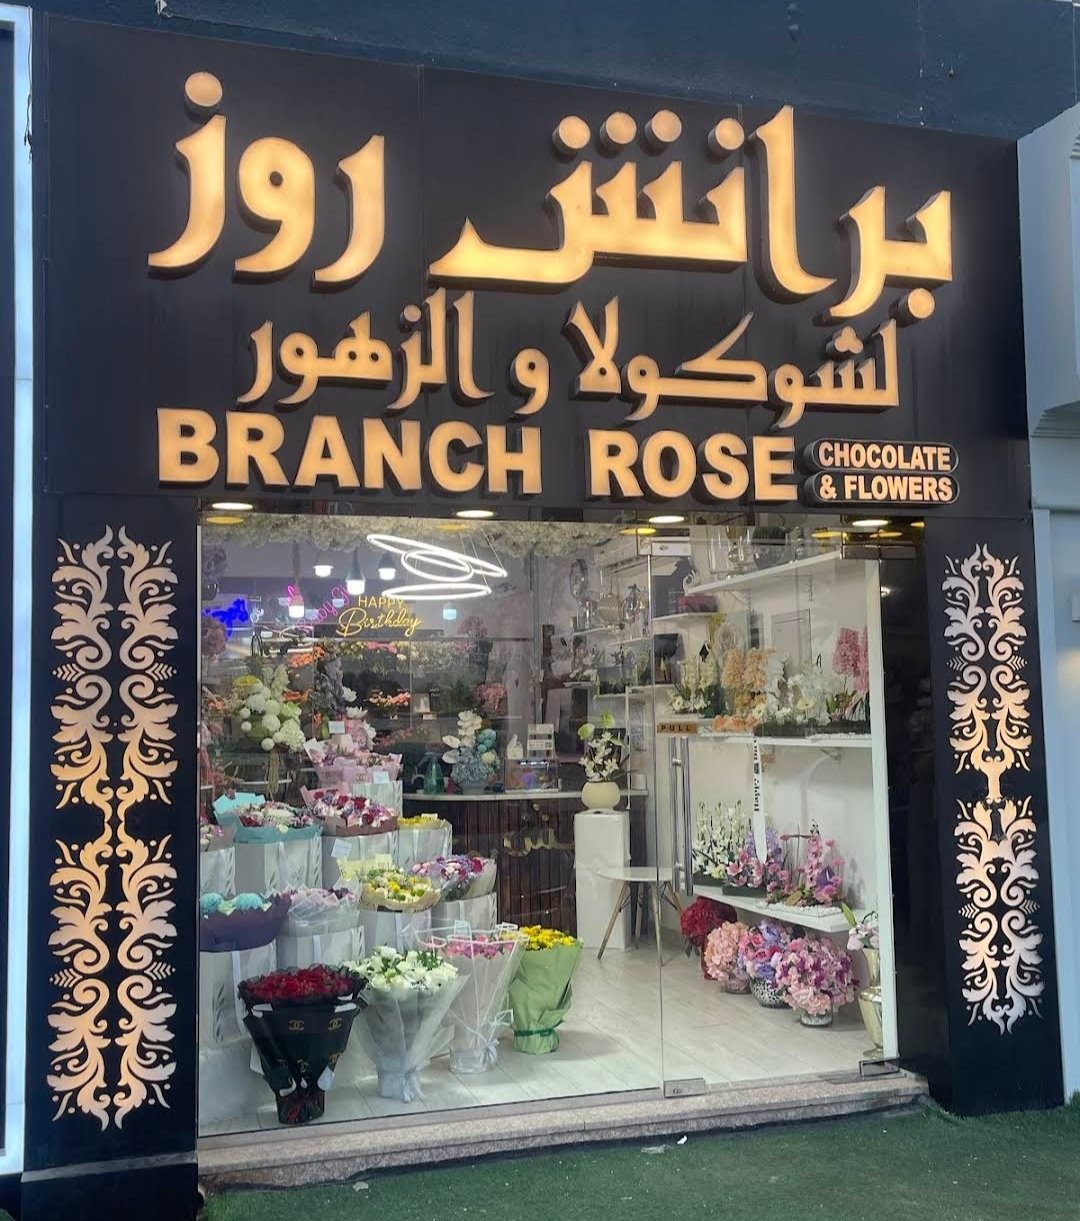 برانش روز
لشوكولا و الزهور
BRANCH ROSE
CHOCOLATE
& FLOWERS
HAPPY
Birthday
PULL